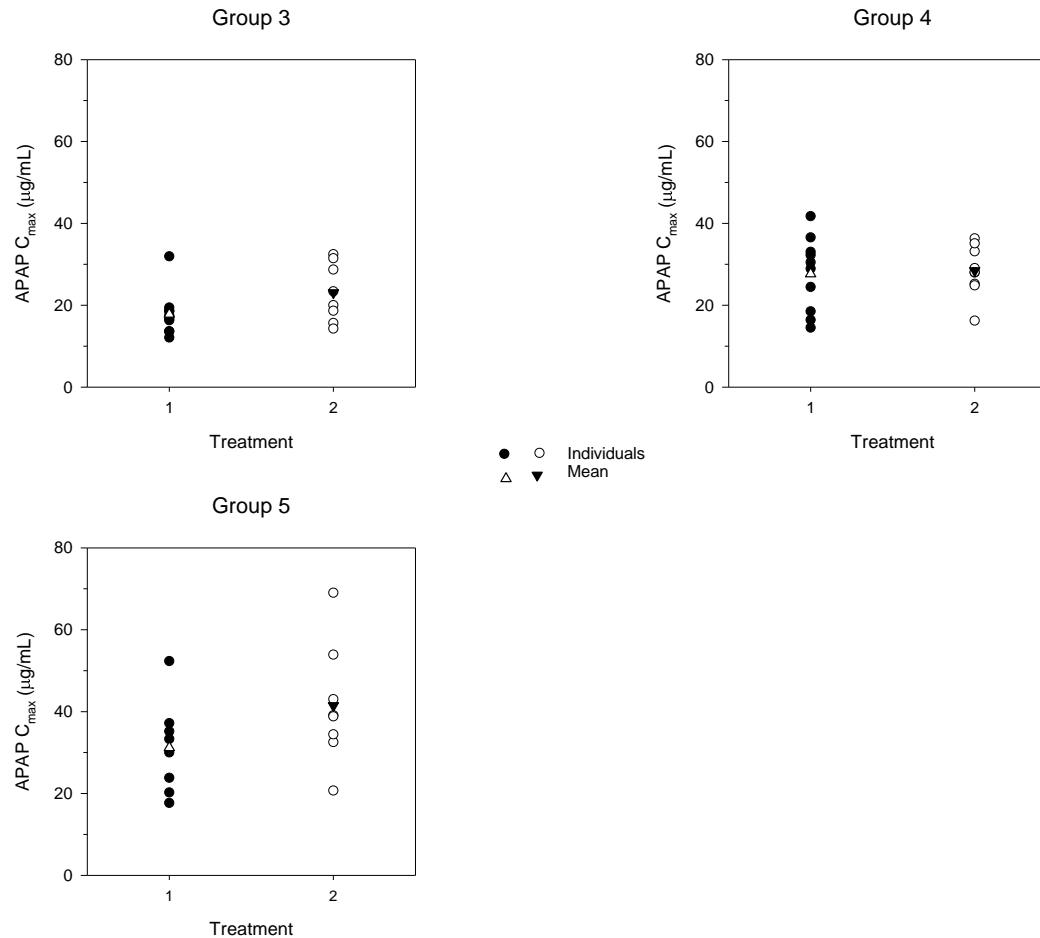 Group 3
80
60
40
20
0
APAP Cmax (μg/mL)
1 2
Treatment
Group 4
80
60
40
20
0
APAP Cmax (μg/mL)
1 2
Treatment
Individuals
Mean
Group 5
80
60
40
20
0
APAP Cmax (μg/mL)
1 2
Treatment